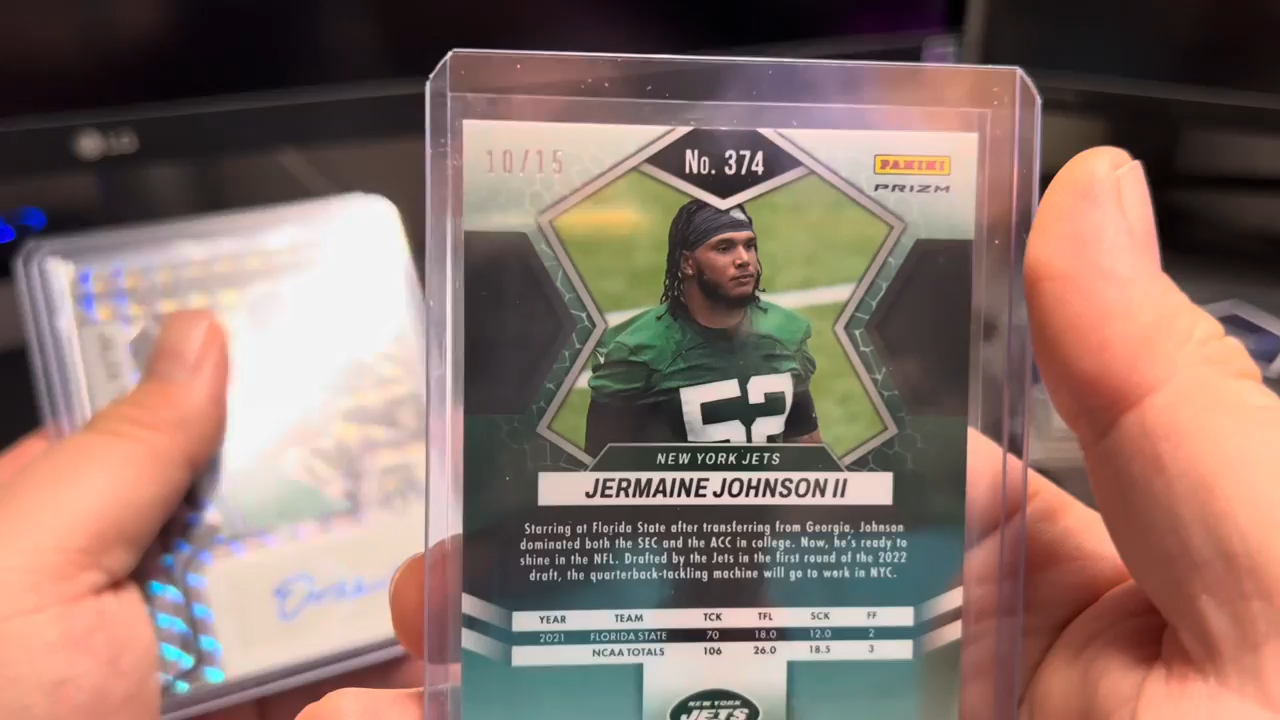 LG
10/15
No. 374
PANINI
PRIZM
52
NEW YORK JETS
JERMAINE JOHNSON II
Starring at Florida State after transferring from Georgia, Johnson
dominated both the SEC and the ACC in college. Now, he's ready to
shine in the NFL. Drafted by the Jets in the first round of the 2022
draft, the quarterback-tackling machine will go to work in NYC.
YEAR TEAM TCK TFL SCK FF
2021 FLORIDA STATE 70 18.0 12.0 2
NCAA TOTALS 106 26.0 18.5 3
NEW YORK
JETS